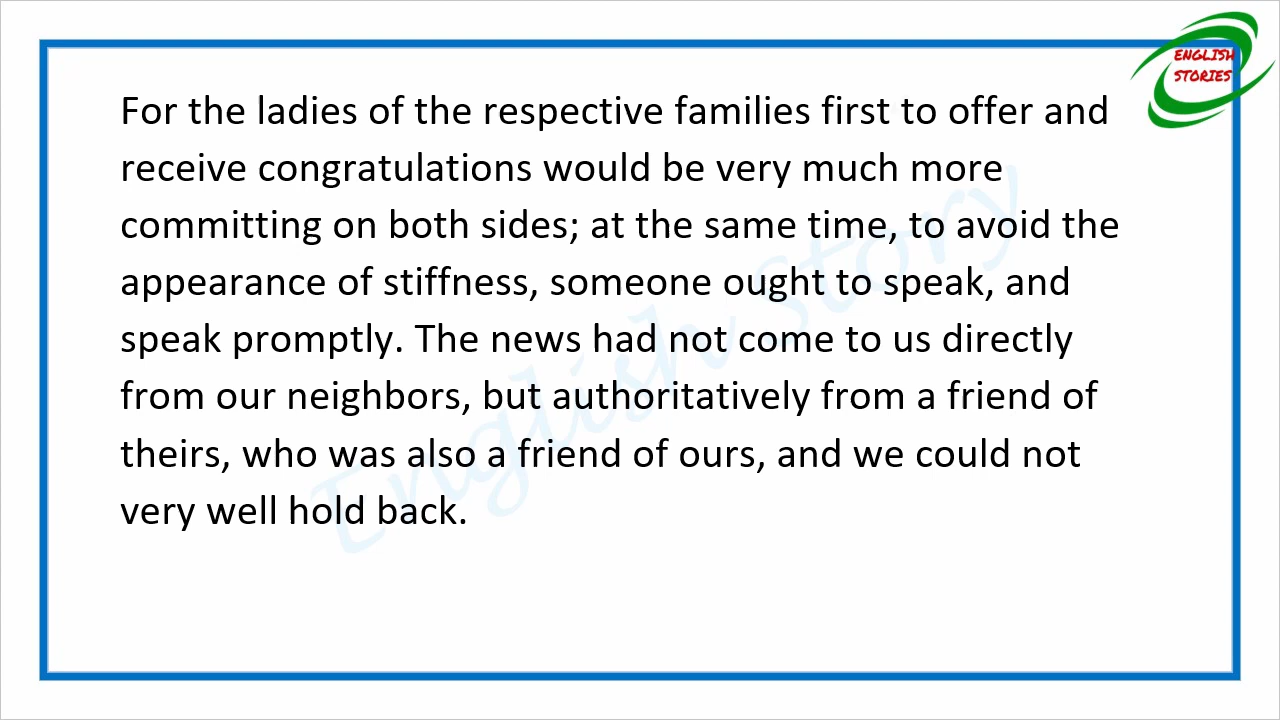 ENGLISH
STORIES
For the ladies of the respective families first to offer and
receive congratulations would be very much more
committing on both sides; at the same time, to avoid the
appearance of stiffness, someone ought to speak, and
speak promptly. The news had not come to us directly
from our neighbors, but authoritatively from a friend of
theirs, who was also a friend of ours, and we could not
very well hold back.
English Story